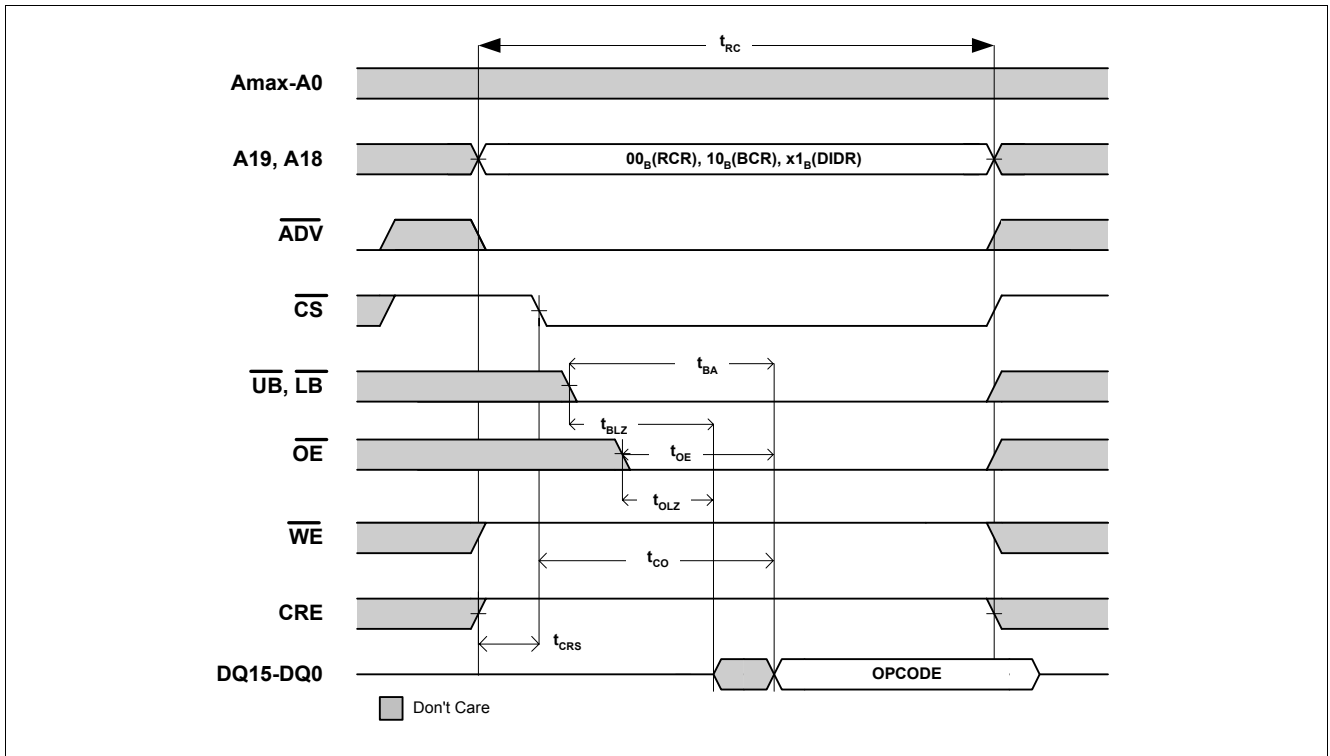 tRC
Amax-A0
A19, A18
00B(RCR), 10B(BCR), x1B(DIDR)
ADV
CS
tBA
UB, LB
tBLZ
OE
tOE
tOLZ
WE
tCO
CRE
tCRS
DQ15-DQ0
OPCODE
Don't Care